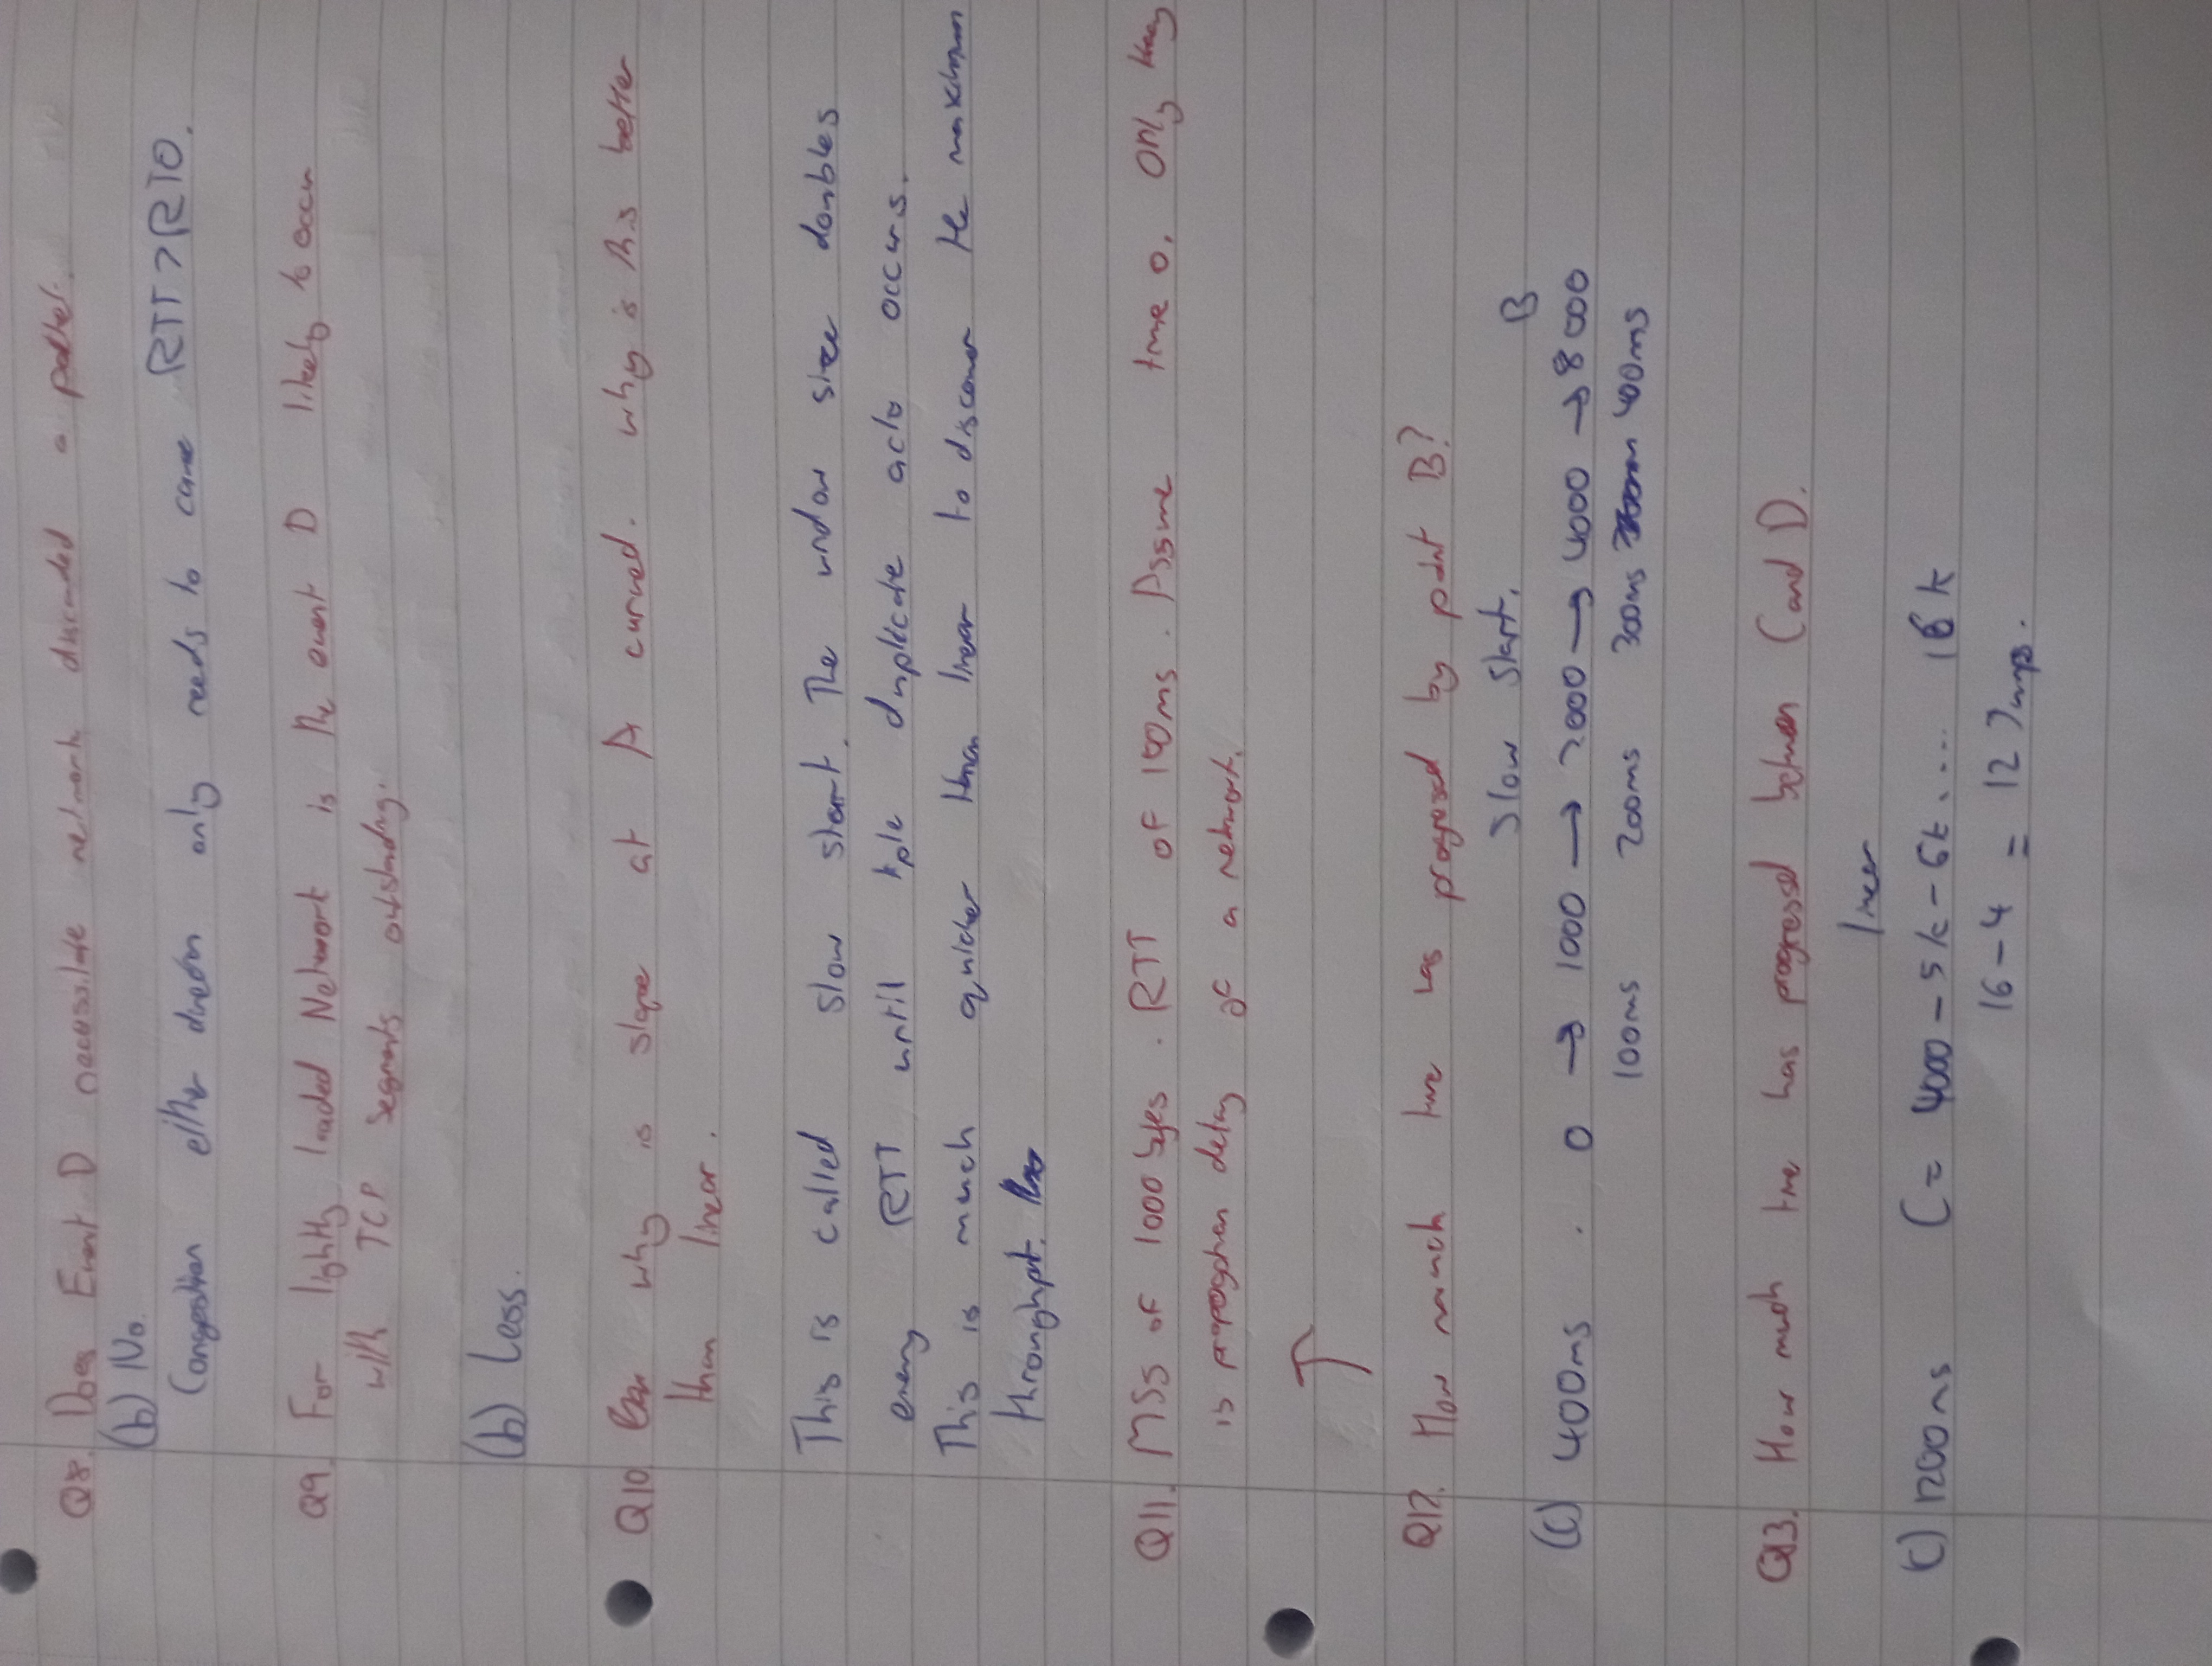 Q8. Does Event D necessitate network discarded a packet.
(b) No.
Congestion either direction only needs to cause RTT > RTO.
Q9. For lightly loaded Network is the event D likely to occur
with TCP segments outstanding.
(b) Less.
Q10 why is slope at A curved. why is this better
than linear.
This is called slow start. The window size doubles
every RTT until triple duplicate acks occurs.
This is much quicker than linear to discover the maximum
throughput.
Q11. MSS of 1000 bytes. RTT of 100ms. Assume time 0. Only
is propogation delay of a network.
↑
Q12. How much time has progressed by point B?
Slow Start. B
(c) 400ms . 0 → 1000 → 2000 → 4000 → 8000
100ms 200ms 300ms 400ms
Q13. How much time has progressed between C and D.
linear
C) 1200ms C = 4000 - 5k - 6k .... 16k
16 - 4 = 12 Jumps.